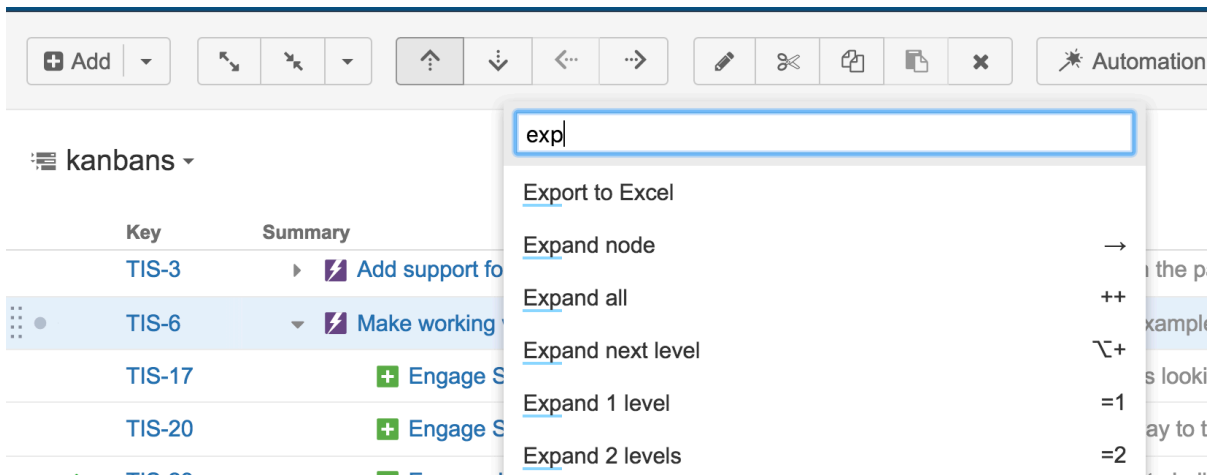 Add
Automation
exp
kanbans
Export to Excel
Key Summary
Expand node →
TIS-3 Add support fo the p
Expand all ++
TIS-6 Make working
Expand next level ⌥+
TIS-17 Engage S s looki
Expand 1 level =1
TIS-20 Engage S ay to t
Expand 2 levels =2